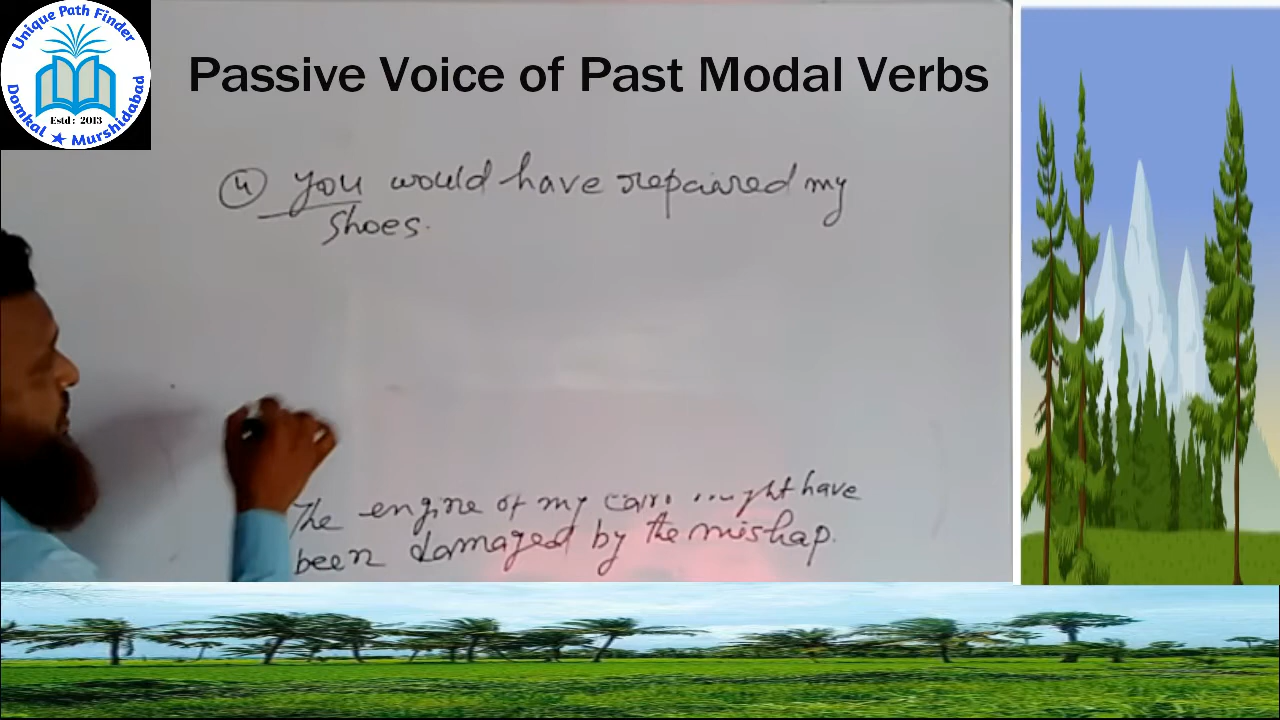 Unique Path Finder
Estd : 2013
Domkal ★ Murshidabad
Passive Voice of Past Modal Verbs
(4) you would have repaired my
shoes.
The engine of my car might have
been damaged by the mishap.